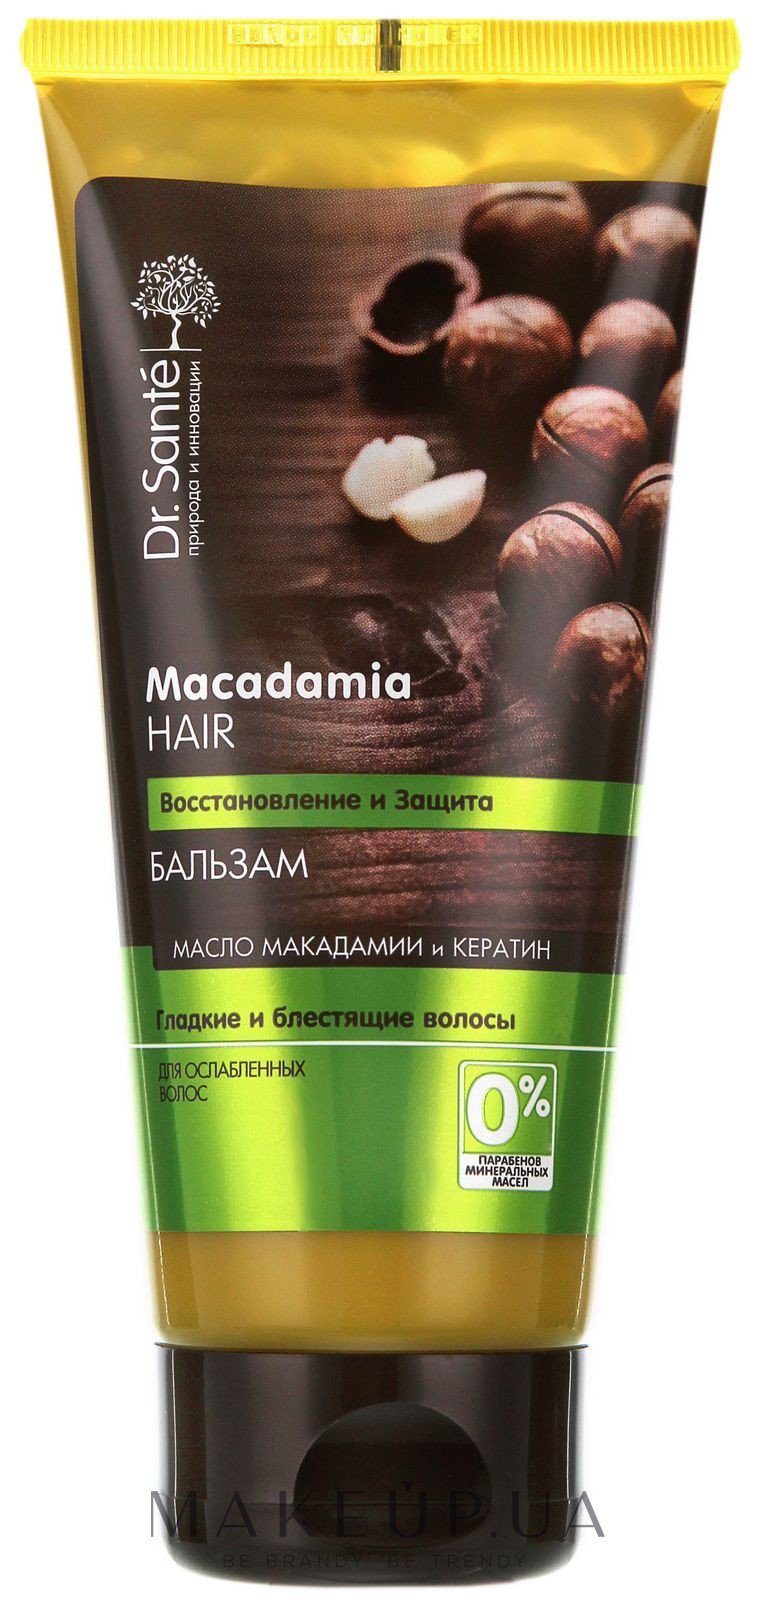 Dr. Santé
природа и инновации
Macadamia
HAIR
Восстановление и Защита
БАЛЬЗАМ
МАСЛО МАКАДАМИИ и КЕРАТИН
Гладкие и блестящие волосы
ДЛЯ ОСЛАБЛЕННЫХ
ВОЛОС
0%
ПАРАБЕНОВ
МИНЕРАЛЬНЫХ
МАСЕЛ
MAKEUP.UA
BE BRANDY. BE TRENDY.